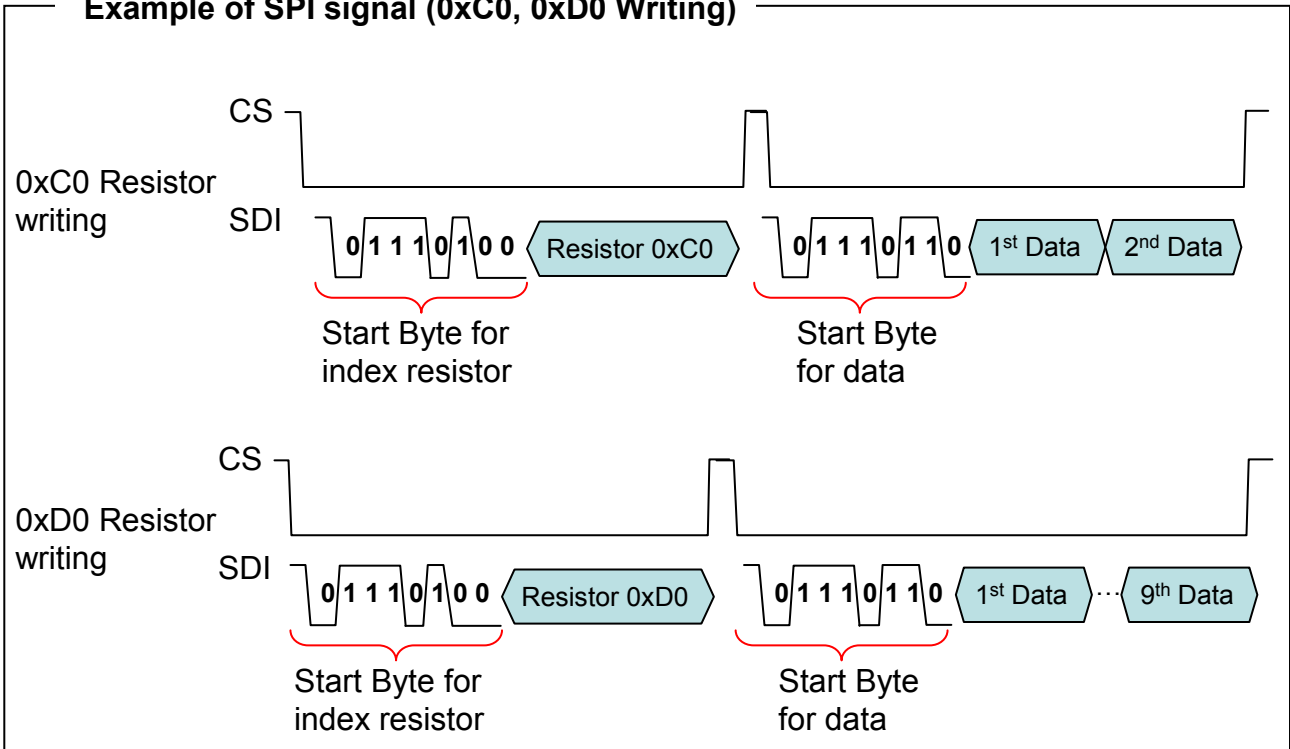 Example of SPI signal (0xC0, 0xD0 Writing)
CS
0xC0 Resistor
writing
SDI
0 1 1 1 0 1 0 0
Resistor 0xC0
0 1 1 1 0 1 1 0
1st Data
2nd Data
Start Byte for
index resistor
Start Byte
for data
CS
0xD0 Resistor
writing
SDI
0 1 1 1 0 1 0 0
Resistor 0xD0
0 1 1 1 0 1 1 0
1st Data
...
9th Data
Start Byte for
index resistor
Start Byte
for data